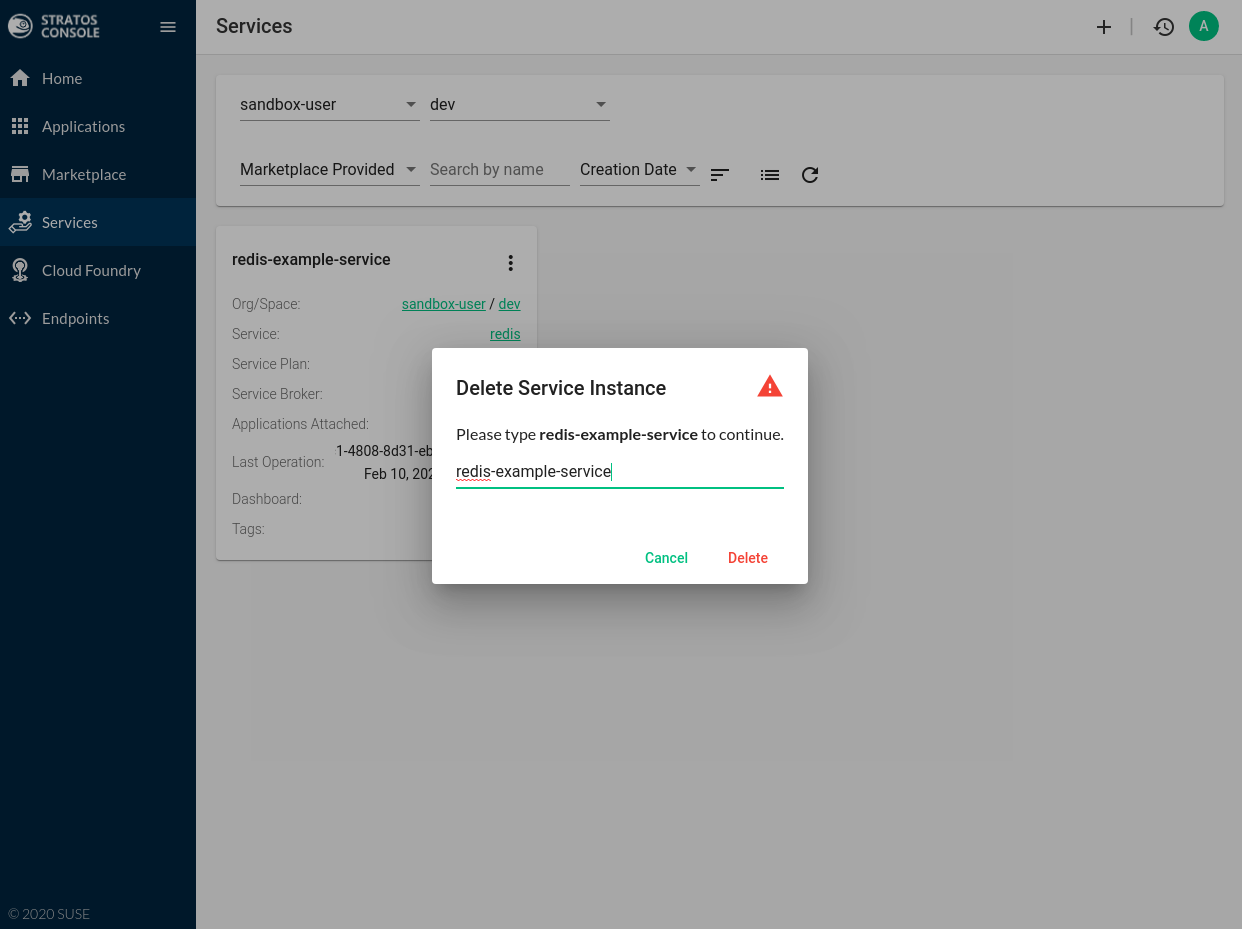 STRATOS
CONSOLE
Home
Applications
Marketplace
Services
Cloud Foundry
Endpoints
© 2020 SUSE
Services
A
sandbox-user
dev
Marketplace Provided
Search by name
Creation Date
redis-example-service
Org/Space:
sandbox-user / dev
Service:
redis
Service Plan:
Service Broker:
Applications Attached:
Last Operation:
1-4808-8d31-eb
Feb 10, 202
Dashboard:
Tags:
Delete Service Instance
Please type redis-example-service to continue.
redis-example-service
Cancel
Delete